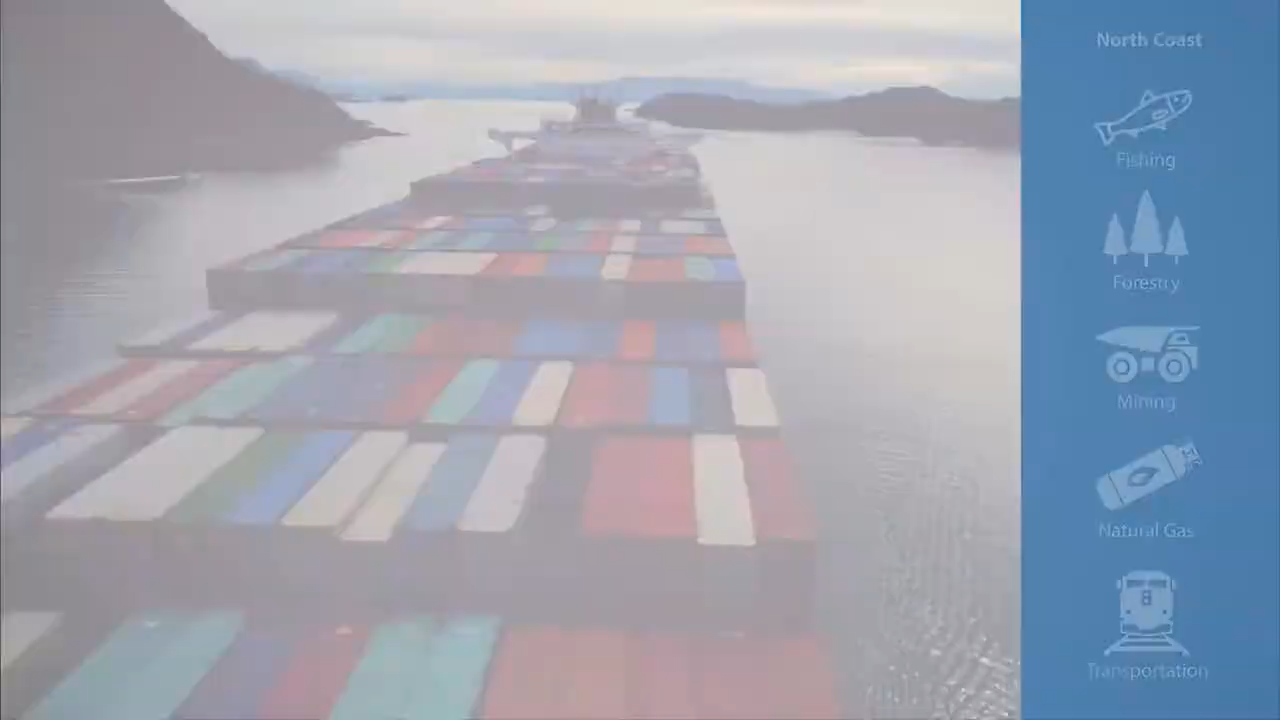 North Coast
Fishing
Forestry
Mining
Natural Gas
Transportation